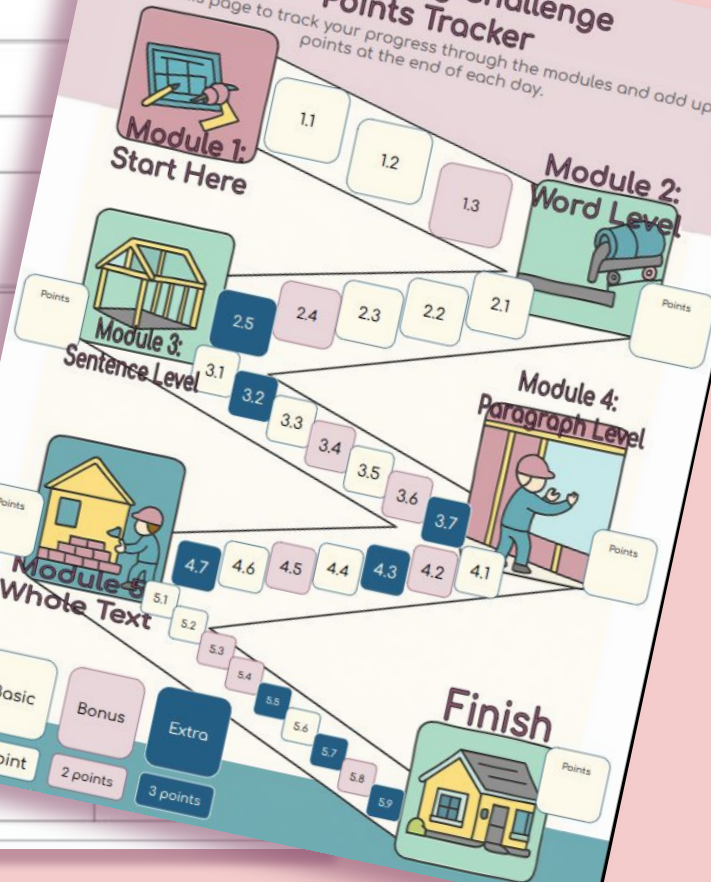 Challenge
Points Tracker
page to track your progress through the modules and add up
points at the end of each day.
Module 1:
Start Here
1.1
1.2
1.3
Module 2:
Word Level
Points
2.1
2.2
2.3
2.4
2.5
Module 3:
Sentence Level
Points
3.1
3.2
3.3
3.4
3.5
3.6
3.7
Module 4:
Paragraph Level
Points
4.1
4.2
4.3
4.4
4.5
4.6
4.7
Module 5
Whole Text
Points
5.1
5.2
5.3
5.4
5.5
5.6
5.7
5.8
5.9
Finish
Points
Basic
Bonus
Extra
point
2 points
3 points